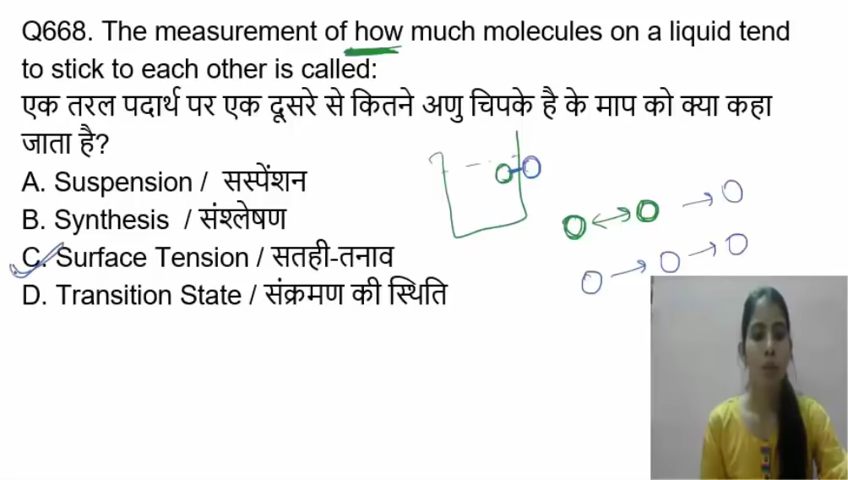 Q668. The measurement of how much molecules on a liquid tend
to stick to each other is called:
एक तरल पदार्थ पर एक दूसरे से कितने अणु चिपके है के माप को क्या कहा
जाता है?
A. Suspension / सस्पेंशन
B. Synthesis / संश्लेषण
C. Surface Tension / सतही-तनाव
D. Transition State / संक्रमण की स्थिति